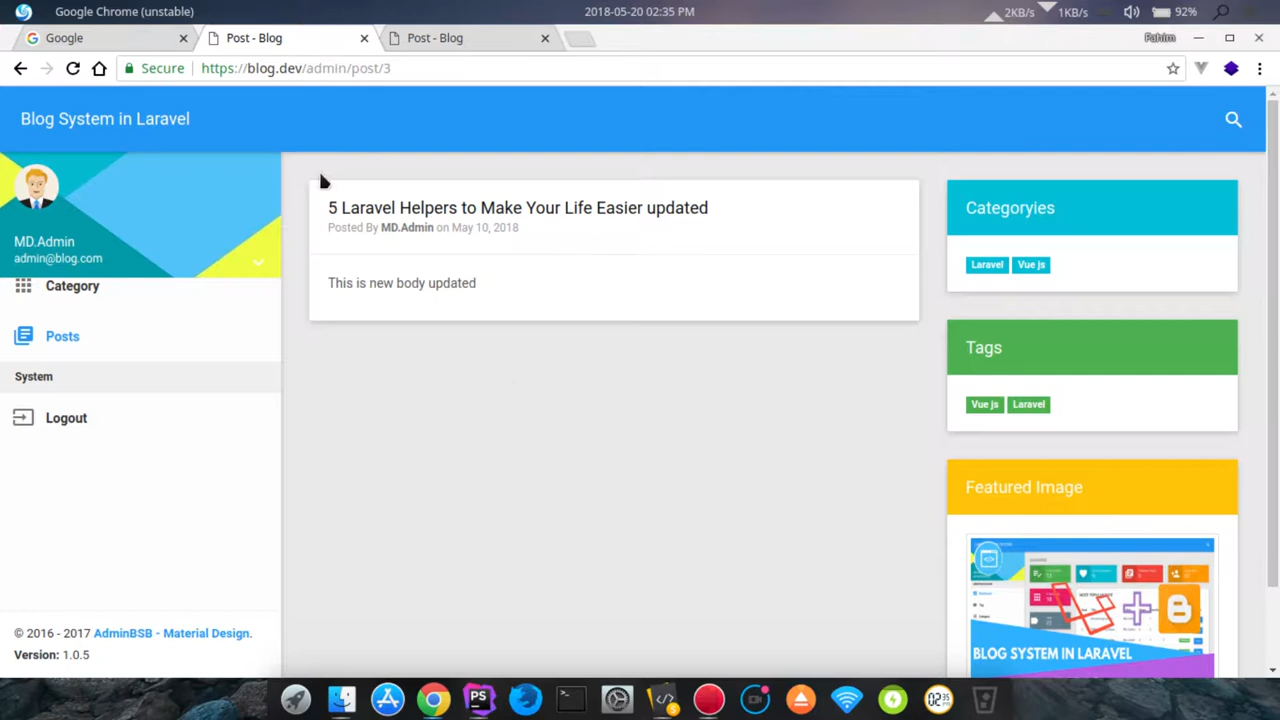 Google Chrome (unstable)
2018-05-20 02:35 PM
2KB/s
1KB/s
92%
Google
Post - Blog
Post - Blog
Fahim
Secure
https://blog.dev/admin/post/3
Blog System in Laravel
MD.Admin
admin@blog.com
Category
Posts
System
Logout
© 2016 - 2017 AdminBSB - Material Design.
Version: 1.0.5
5 Laravel Helpers to Make Your Life Easier updated
Posted By MD.Admin on May 10, 2018
This is new body updated
Categoryies
Laravel Vue js
Tags
Vue js Laravel
Featured Image
BLOG SYSTEM IN LARAVEL
PS
5
02:35